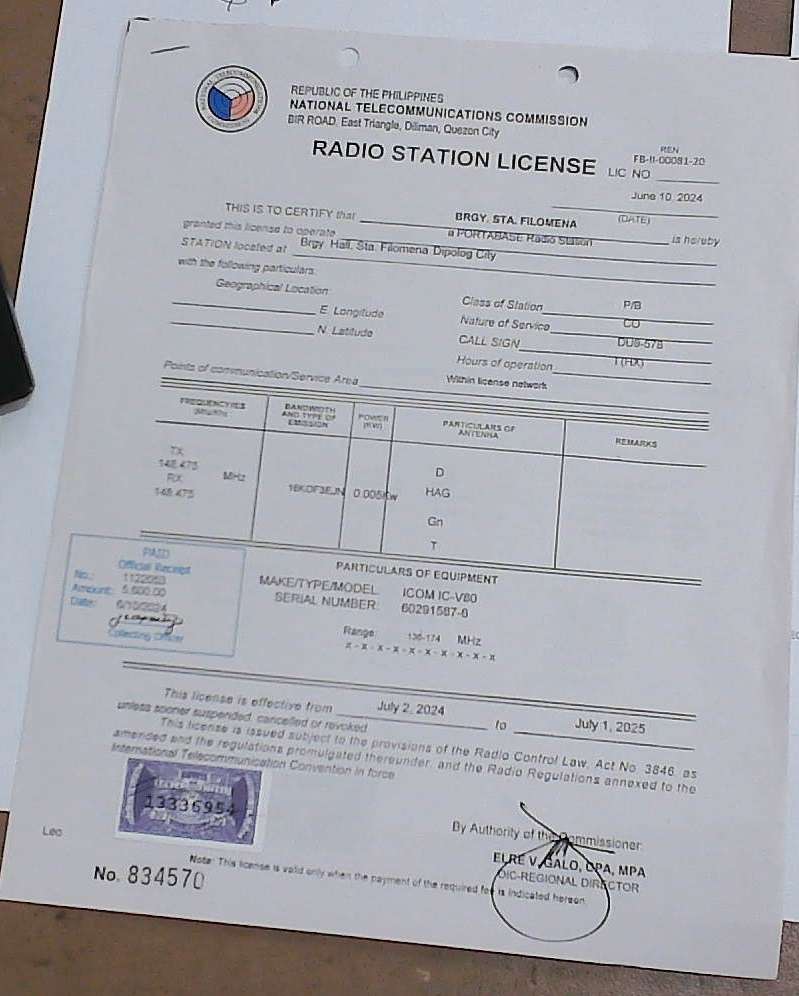 REPUBLIC OF THE PHILIPPINES
NATIONAL TELECOMMUNICATIONS COMMISSION
BIR ROAD, East Triangle, Diliman, Quezon City
RADIO STATION LICENSE
REN
FB-II-00081-20
LIC NO
June 10, 2024
(DATE)
THIS IS TO CERTIFY that BRGY. STA. FILOMENA is hereby
granted this license to operate a PORTABASE Radio Station
STATION located at Brgy. Hall, Sta. Filomena Dipolog City
with the following particulars:
Geographical Location:
E. Longitude
N. Latitude
Class of Station P/B
Nature of Service CO
CALL SIGN DU9-578
Hours of operation
Points of communication/Service Area Within license network
BANDWIDTH AND TYPE OF EMISSION
POWER (KW)
PARTICULARS OF ANTENNA
REMARKS
TX
148.475
RX MHz
148.475
16KOF3EJN 0.005Kw
D
HAG
Gn
T
PAID
Official Receipt
No.:
Amount: 5,600.00
Date: 6/10/2024
Collecting Officer
PARTICULARS OF EQUIPMENT
MAKE/TYPE/MODEL: ICOM IC-V80
SERIAL NUMBER: 60291587-6
Range: 136-174 MHz
x-x-x-x-x-x-x-x-x-x
This license is effective from July 2, 2024 to July 1, 2025
unless sooner suspended, cancelled or revoked
This license is issued subject to the provisions of the Radio Control Law, Act No. 3846, as
amended and the regulations promulgated thereunder, and the Radio Regulations annexed to the
International Telecommunication Convention in force
13336954
By Authority of the Commissioner:
ELRE V. GALO, CPA, MPA
OIC-REGIONAL DIRECTOR
Leo
Note: This license is valid only when the payment of the required fee is indicated hereon.
No. 834570